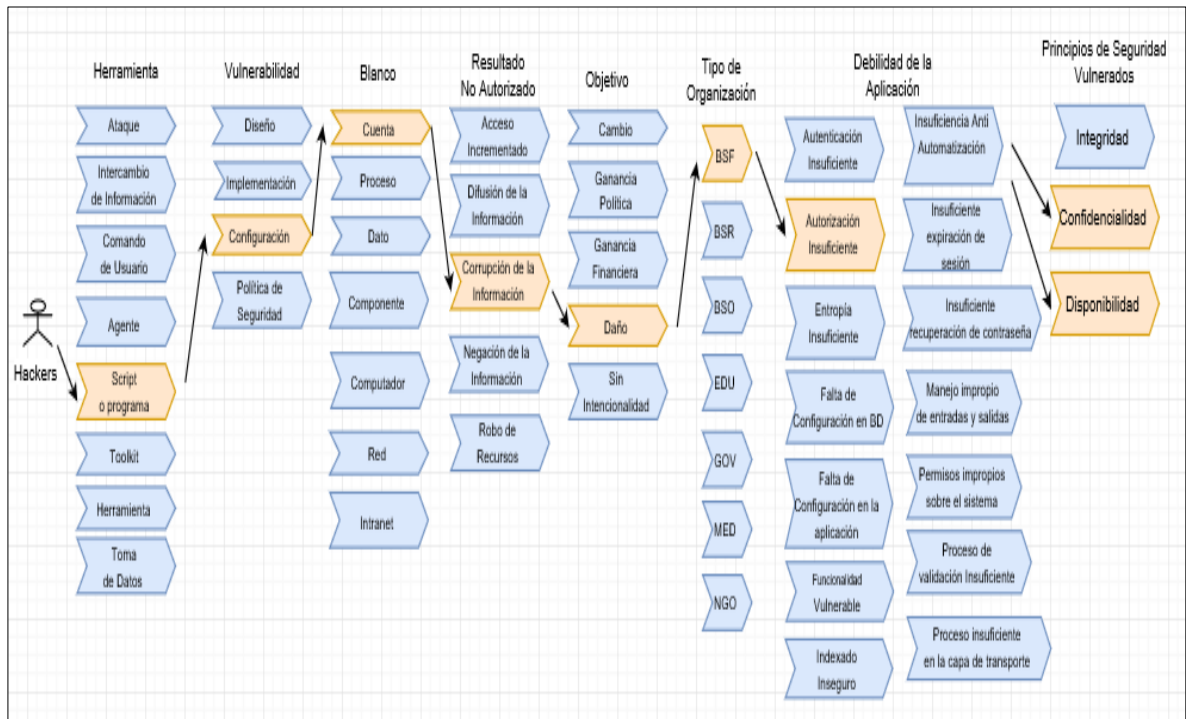 Herramienta
Vulnerabilidad
Blanco
Resultado
No Autorizado
Objetivo
Tipo de
Organización
Debilidad de la
Aplicación
Principios de Seguridad
Vulnerados
Hackers
Ataque
Intercambio
de Información
Comando
de Usuario
Agente
Script
o programa
Toolkit
Herramienta
Toma
de Datos
Diseño
Implementación
Configuración
Política de
Seguridad
Cuenta
Proceso
Dato
Componente
Computador
Red
Intranet
Acceso
Incrementado
Difusión de la
Información
Corrupción de la
Información
Negación de la
Información
Robo de
Recursos
Cambio
Ganancia
Política
Ganancia
Financiera
Daño
Sin
Intencionalidad
BSF
BSR
BSO
EDU
GOV
MED
NGO
Autenticación
Insuficiente
Autorización
Insuficiente
Entropía
Insuficiente
Falta de
Configuración en BD
Falta de
Configuración en la
aplicación
Funcionalidad
Vulnerable
Indexado
Inseguro
Insuficiencia Anti
Automatización
Insuficiente
expiración de
sesión
Insuficiente
recuperación de contraseña
Manejo impropio
de entradas y salidas
Permisos impropios
sobre el sistema
Proceso de
validación Insuficiente
Proceso insuficiente
en la capa de transporte
Integridad
Confidencialidad
Disponibilidad